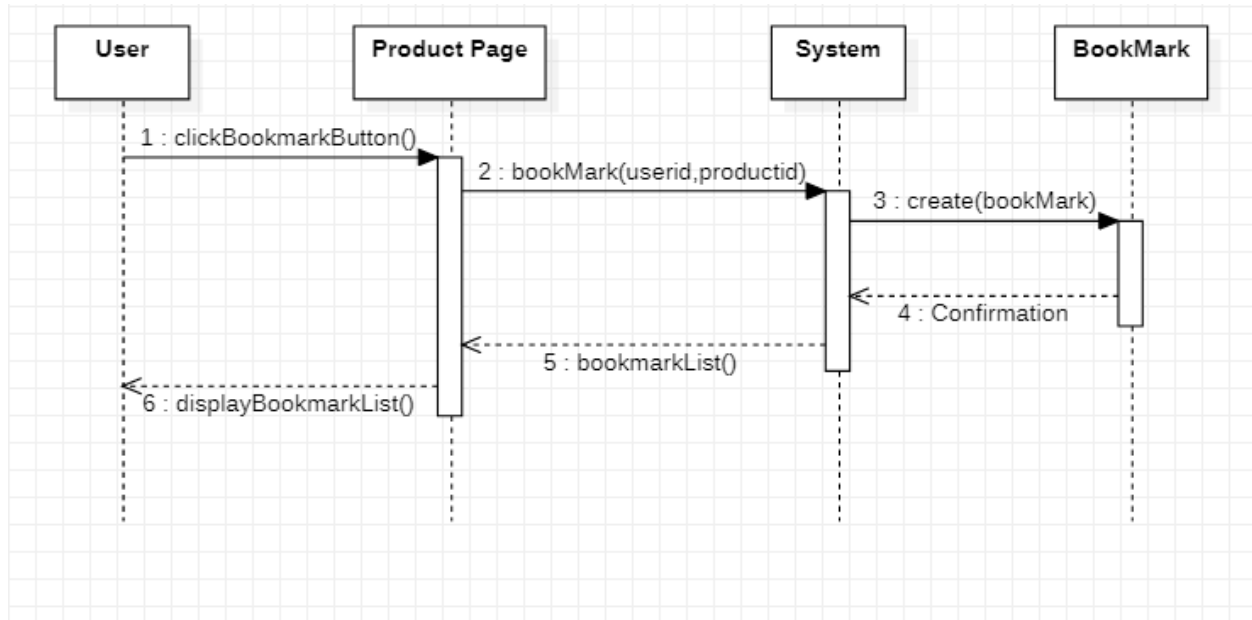 User
Product Page
System
BookMark
1 : clickBookmarkButton()
2 : bookMark(userid,productid)
3 : create(bookMark)
4 : Confirmation
5 : bookmarkList()
6 : displayBookmarkList()